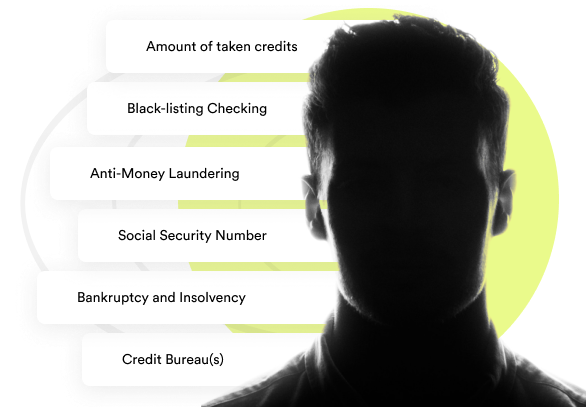 Amount of taken credits
Black-listing Checking
Anti-Money Laundering
Social Security Number
Bankruptcy and Insolvency
Credit Bureau(s)